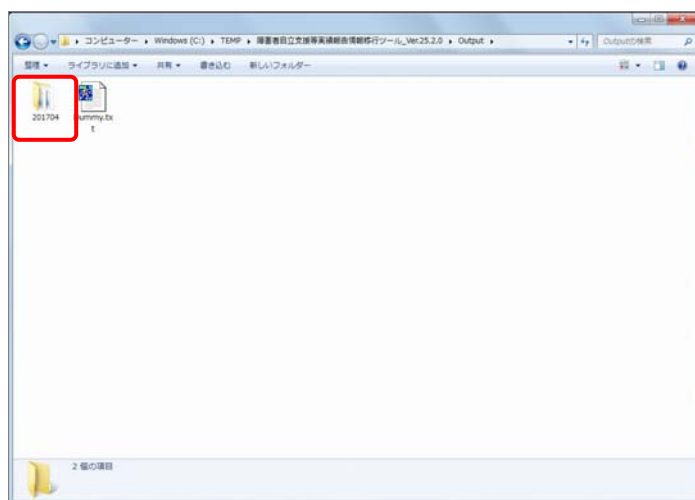 コンピューター ▸ Windows (C:) ▸ TEMP ▸ 障害者自立支援等実績報告情報移行ツール_Ver.25.2.0 ▸ Output ▸
Outputの検索
整理 ライブラリに追加 共有 書き込む 新しいフォルダー
201704
Dummy.tx
t
2 個の項目